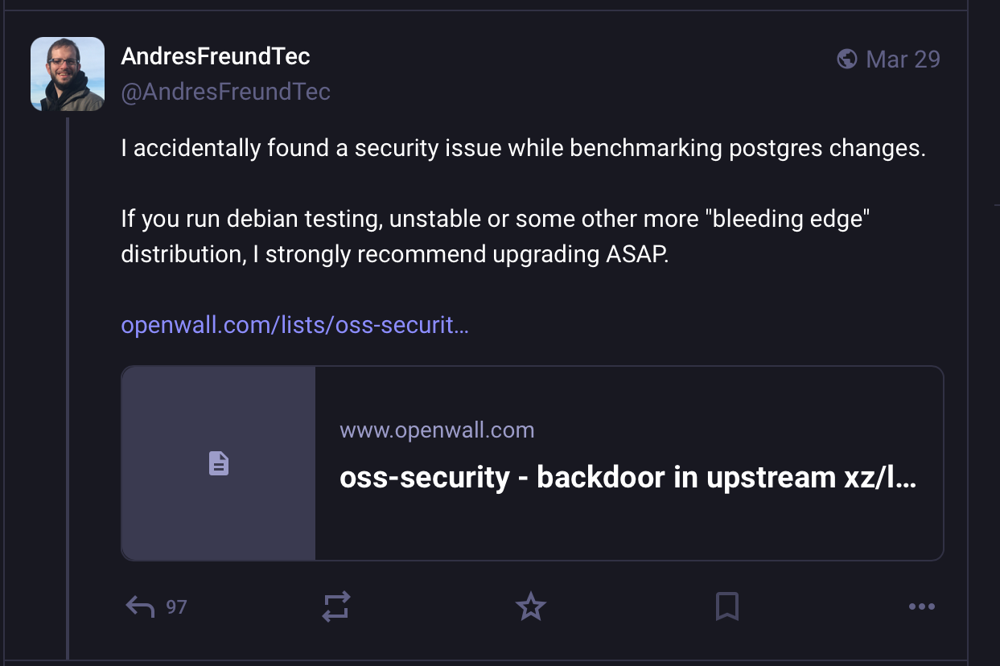 AndresFreundTec
Mar 29
@AndresFreundTec
I accidentally found a security issue while benchmarking postgres changes.
If you run debian testing, unstable or some other more "bleeding edge"
distribution, I strongly recommend upgrading ASAP.
openwall.com/lists/oss-securit…
www.openwall.com
oss-security - backdoor in upstream xz/l…
97